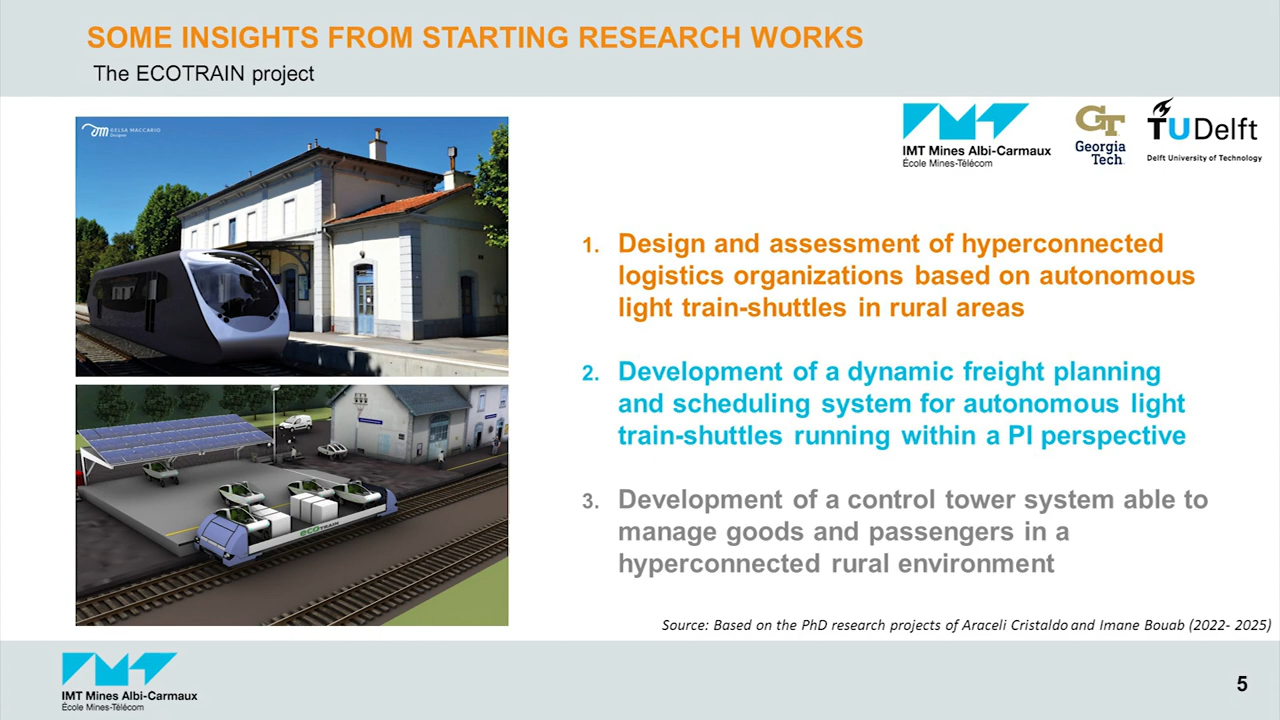 SOME INSIGHTS FROM STARTING RESEARCH WORKS
The ECOTRAIN project
GELSA MACCARIO
Designer
IMT Mines Albi-Carmaux
École Mines-Télécom
GT
Georgia
Tech
TUDelft
Delft University of Technology
1. Design and assessment of hyperconnected
logistics organizations based on autonomous
light train-shuttles in rural areas
2. Development of a dynamic freight planning
and scheduling system for autonomous light
train-shuttles running within a PI perspective
3. Development of a control tower system able to
manage goods and passengers in a
hyperconnected rural environment
ecoTRAIN
Source: Based on the PhD research projects of Araceli Cristaldo and Imane Bouab (2022- 2025)
IMT Mines Albi-Carmaux
École Mines-Télécom
5